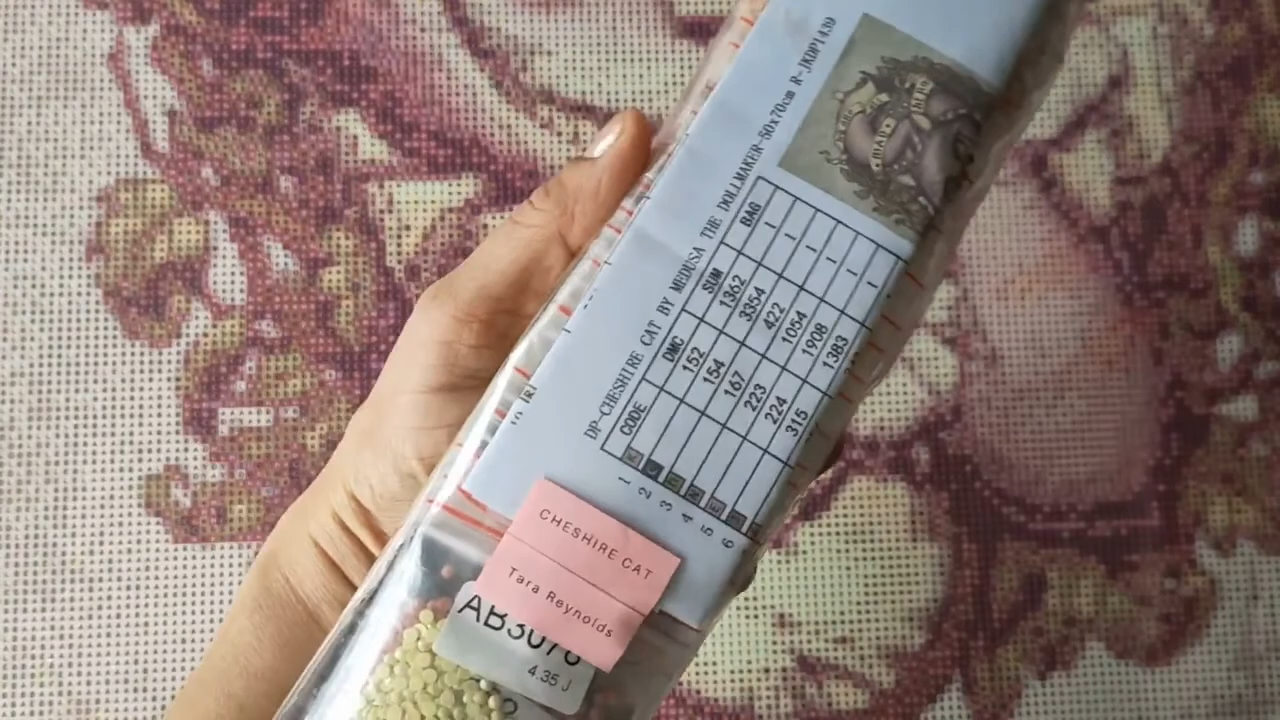 DP-CHESHIRE CAT BY MEDUSA THE DOLLMAKER-50x70cm R-JKDP1439
CODE DMC SUM BAG
1 K 152 1362 1
2 C 154 3354 1
3 167 422 1
4 N 223 1054 1
5 E 224 1908 1
6 315 1383 1
CHESHIRE CAT
Tara Reynolds
AB3078
4.35 J